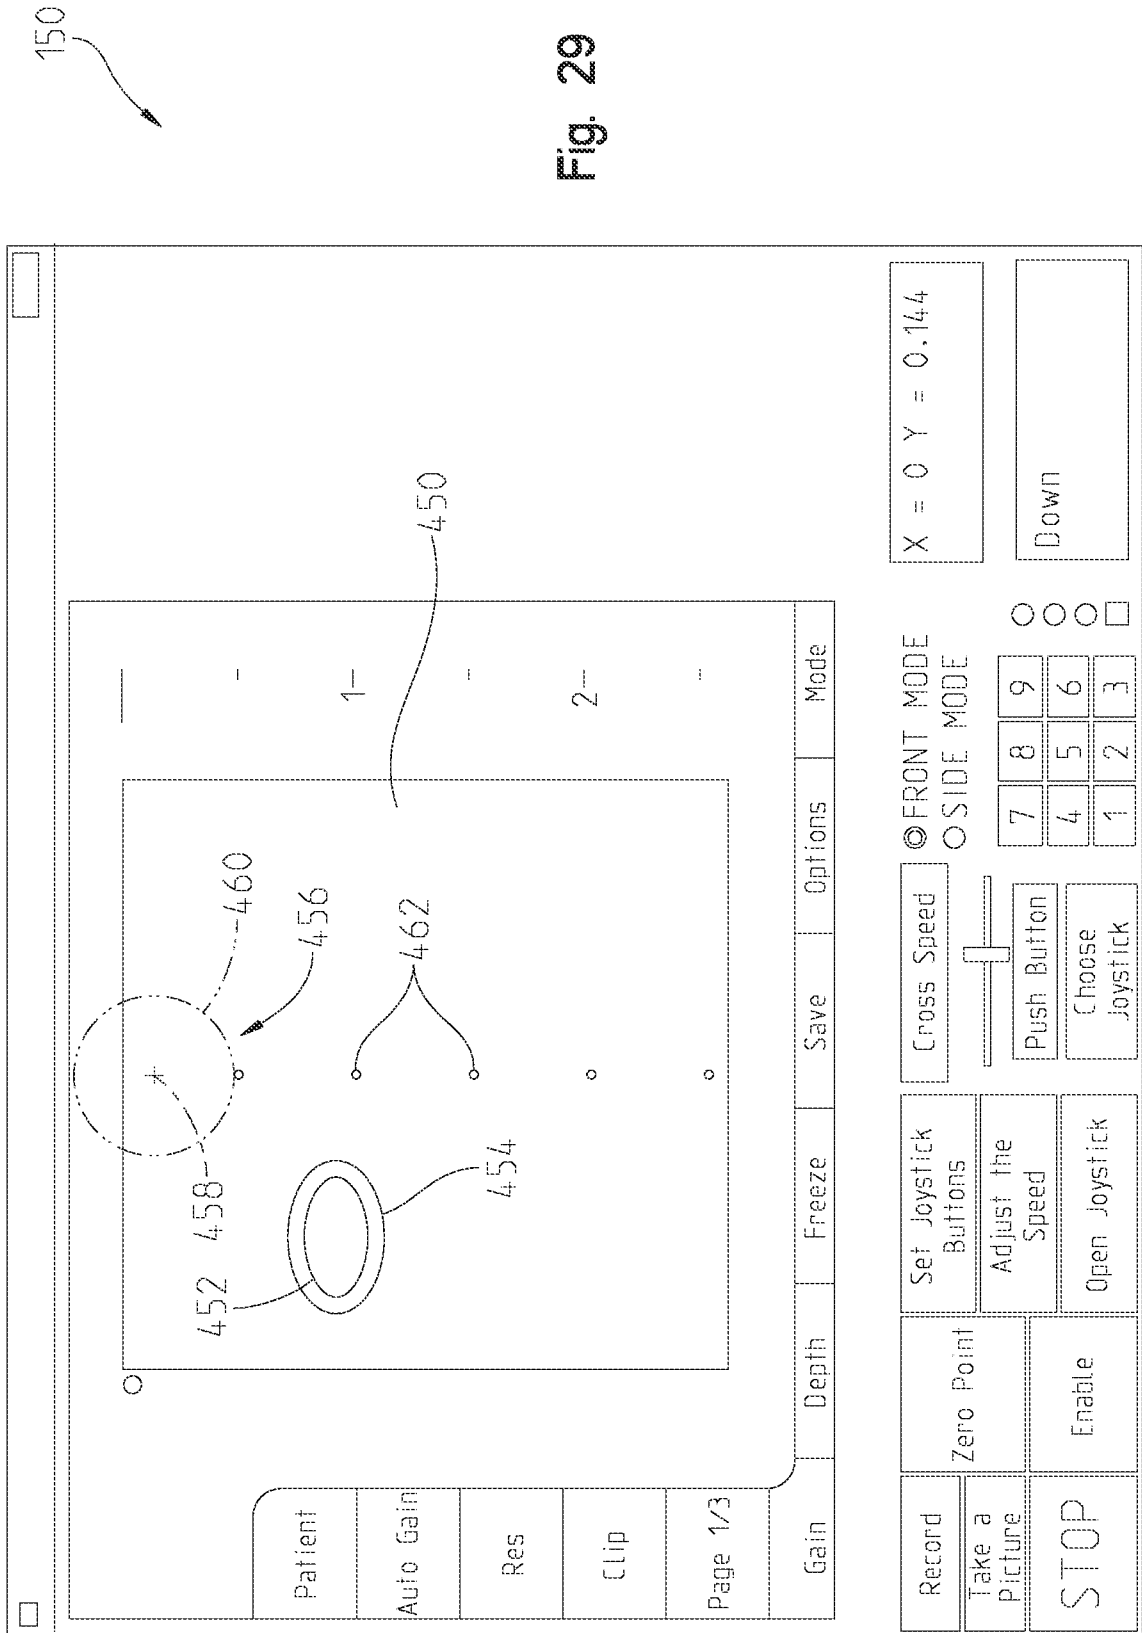 150
Fig. 29
Patient
Auto Gain
Res
Clip
Page 1/3
Gain
Depth
Freeze
Save
Options
Mode
452
458
454
460
456
462
450
1
2
Record
Take a
Picture
STOP
Zero Point
Enable
Set Joystick
Buttons
Adjust the
Speed
Open Joystick
Cross Speed
Push Button
Choose
Joystick
FRONT MODE
SIDE MODE
7 8 9
4 5 6
1 2 3
X = 0 Y = 0.144
Down